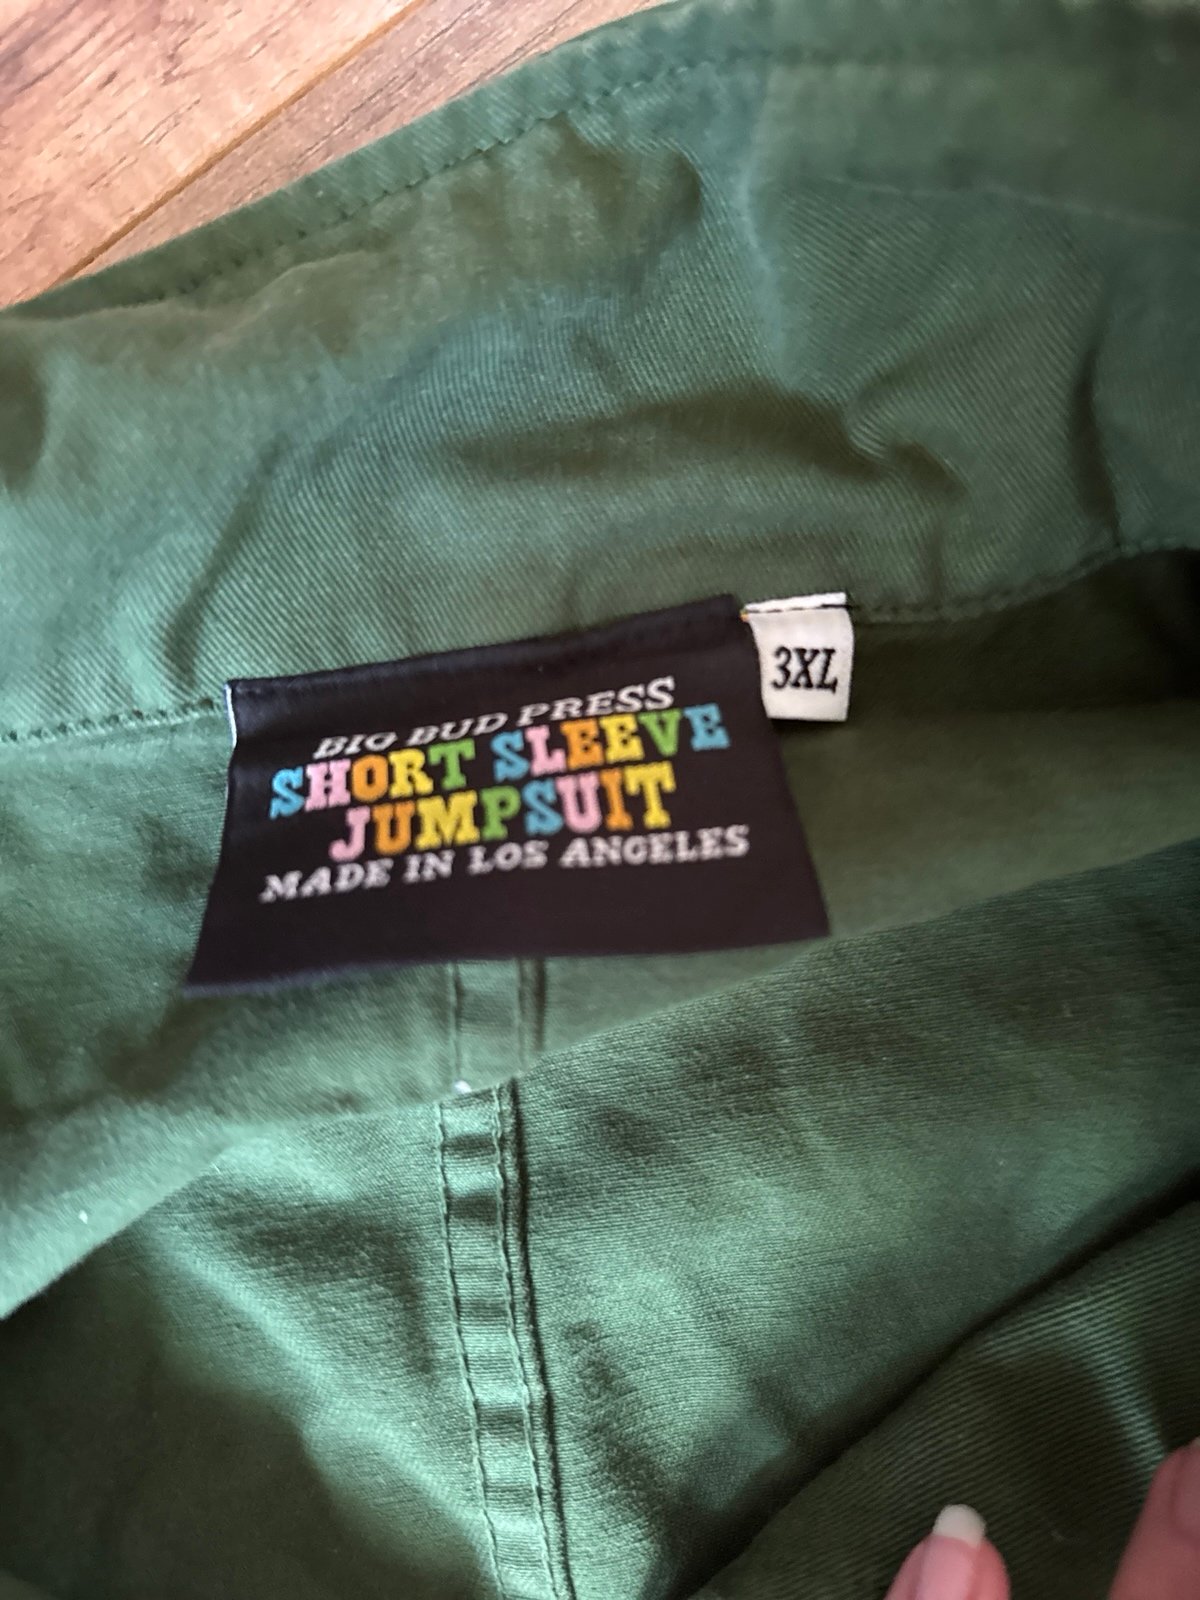 BIG BUD PRESS
SHORT SLEEVE
JUMPSUIT
MADE IN LOS ANGELES
3XL